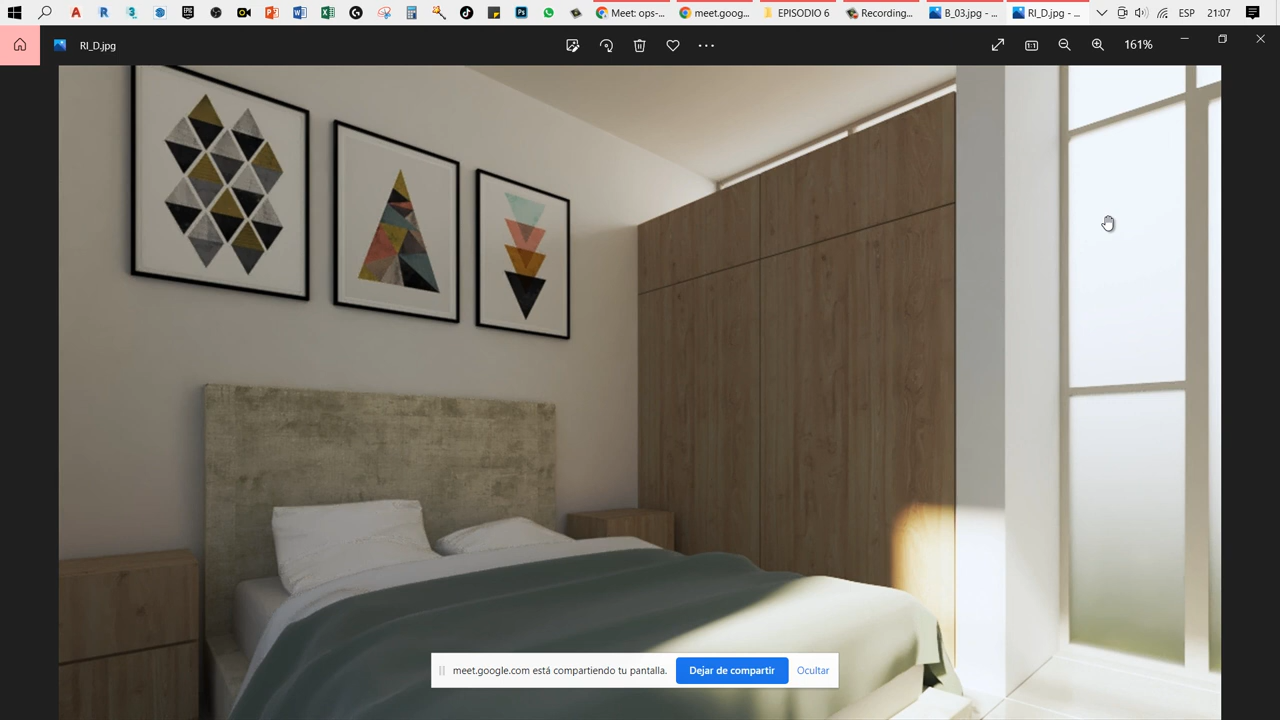 Meet: ops-...
meet.goog...
EPISODIO 6
Recording...
B_03.jpg - ...
RI_D.jpg - ...
ESP
21:07
RI_D.jpg
161%
meet.google.com está compartiendo tu pantalla.
Dejar de compartir
Ocultar